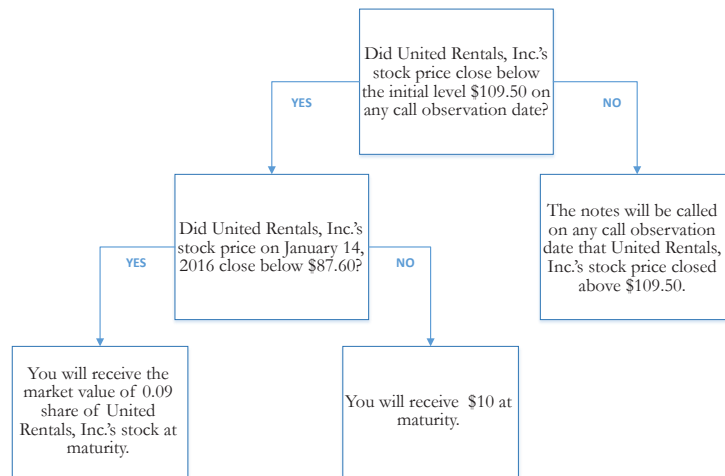 Did United Rentals, Inc.'s
stock price close below
the initial level $109.50 on
any call observation date?
YES
NO
Did United Rentals, Inc.'s
stock price on January 14,
2016 close below $87.60?
The notes will be called
on any call observation
date that United Rentals,
Inc.'s stock price closed
above $109.50.
YES
NO
You will receive the
market value of 0.09
share of United
Rentals, Inc.'s stock at
maturity.
You will receive $10 at
maturity.